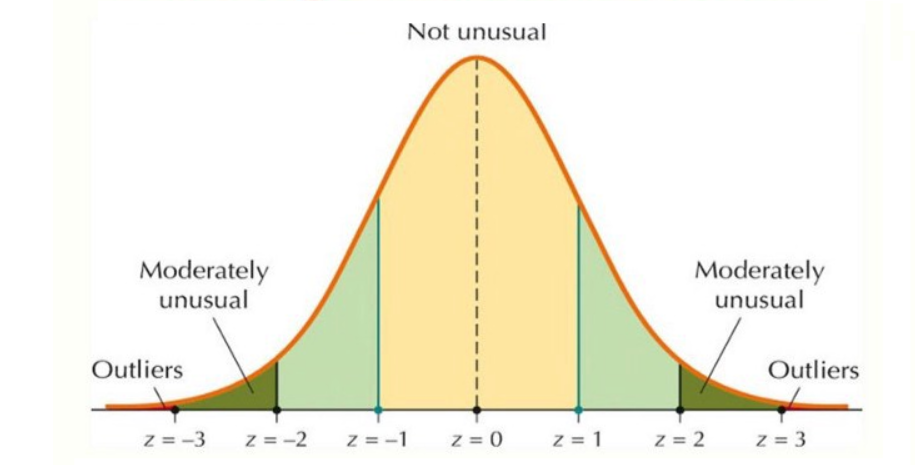 Not unusual
Moderately
unusual
Moderately
unusual
Outliers
Outliers
z = –3
z = –2
z = –1
z = 0
z = 1
z = 2
z = 3